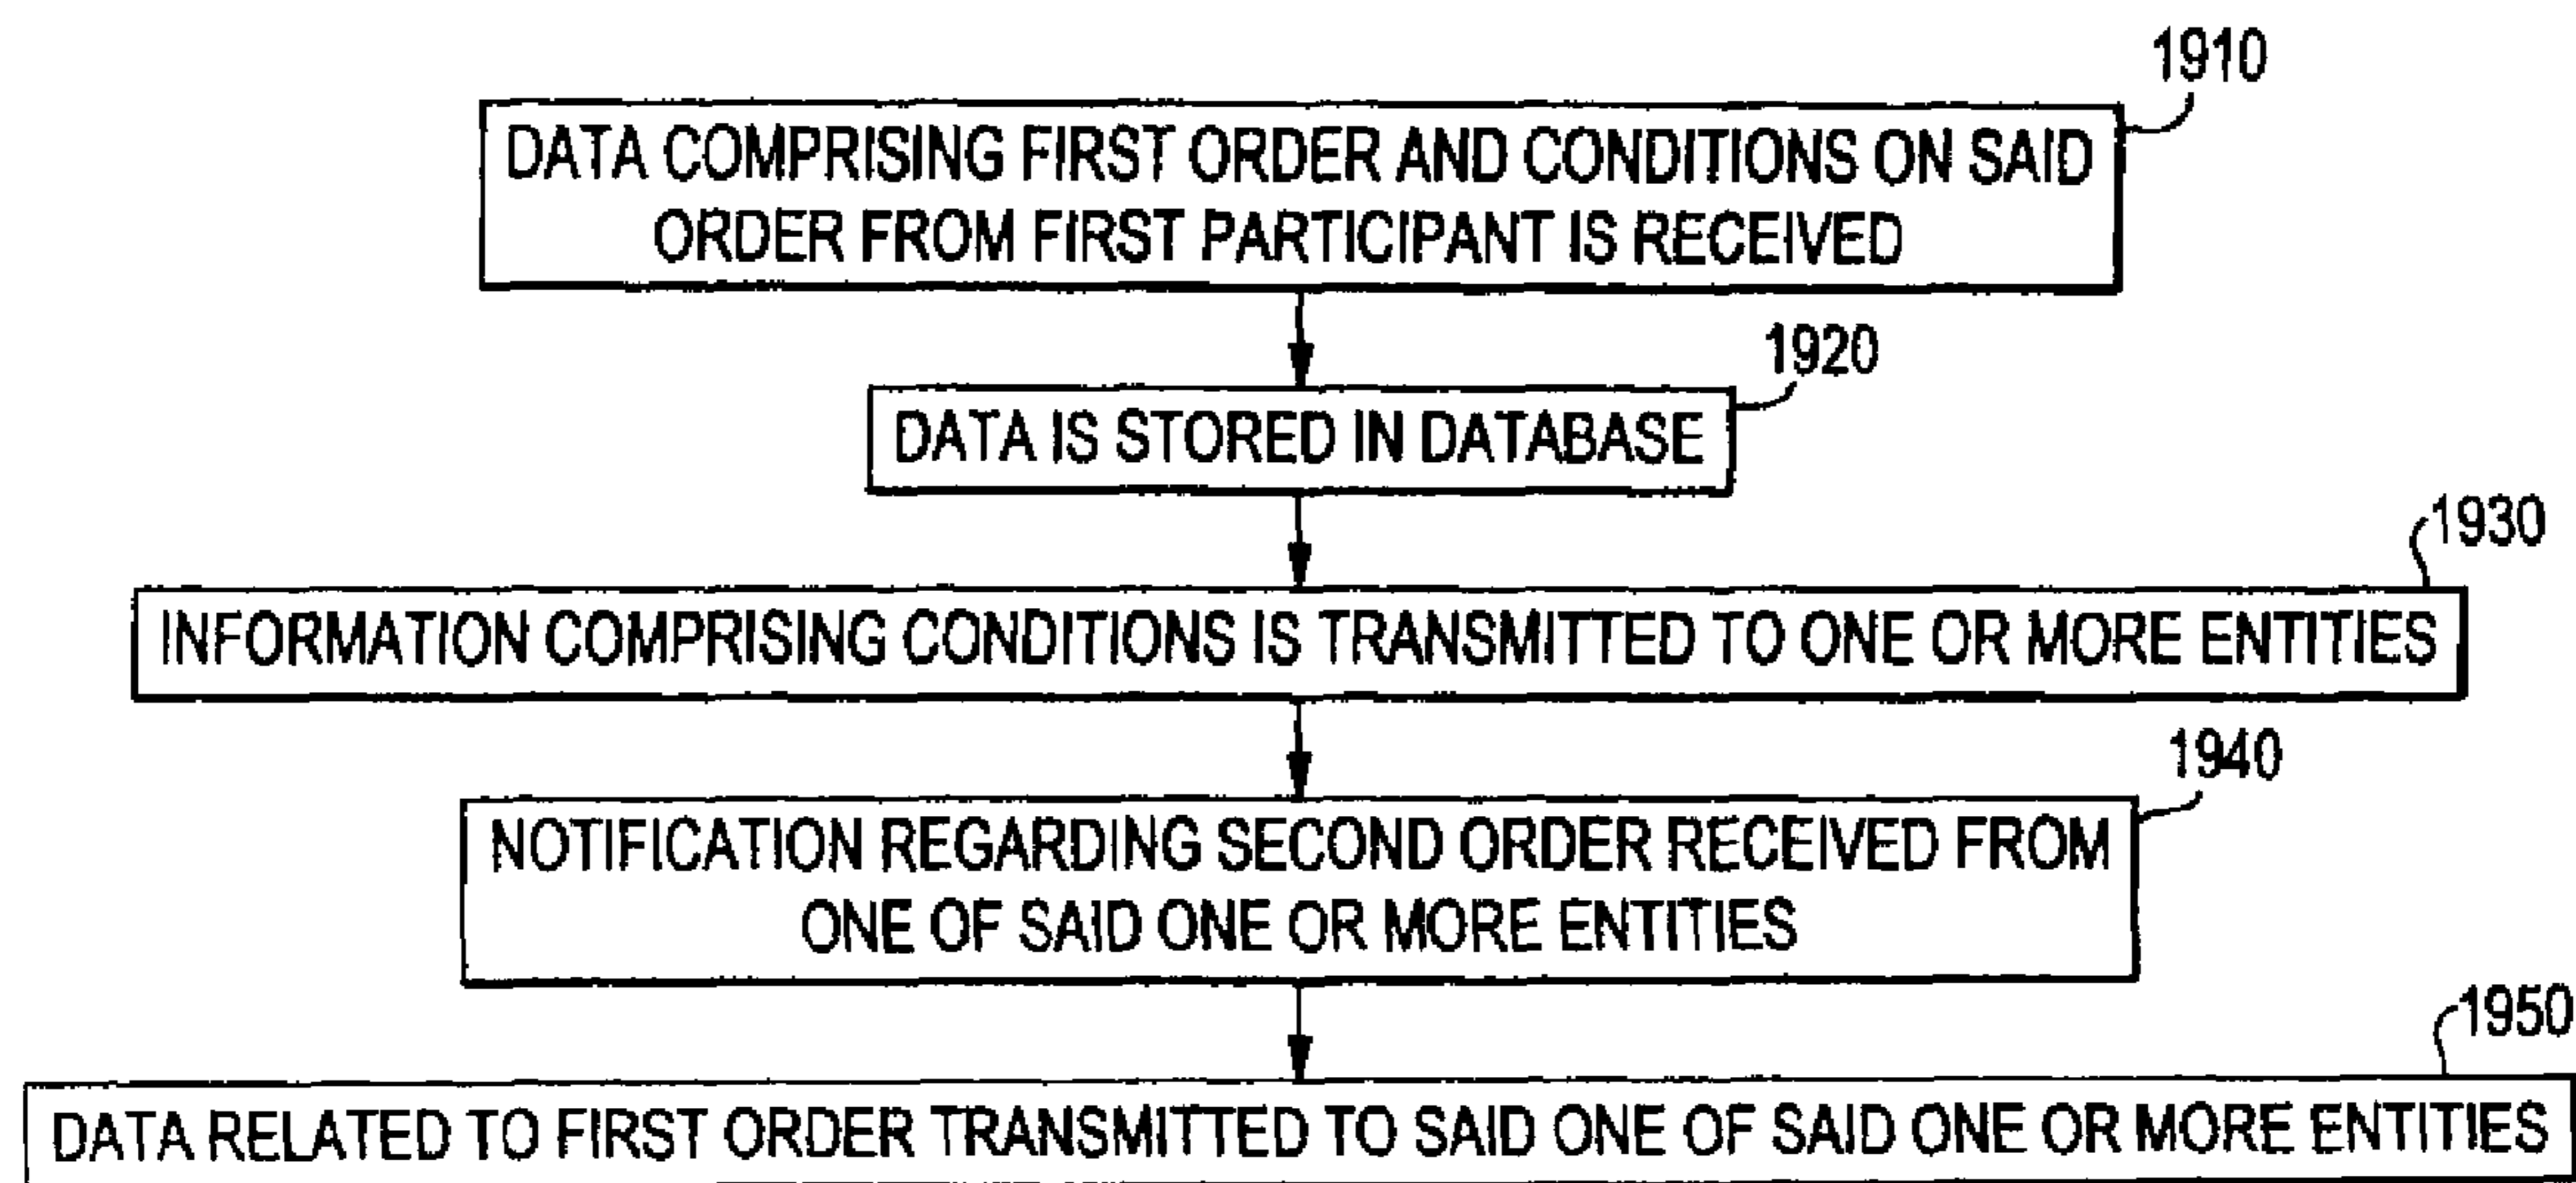 1910
DATA COMPRISING FIRST ORDER AND CONDITIONS ON SAID
ORDER FROM FIRST PARTICIPANT IS RECEIVED
1920
DATA IS STORED IN DATABASE
1930
INFORMATION COMPRISING CONDITIONS IS TRANSMITTED TO ONE OR MORE ENTITIES
1940
NOTIFICATION REGARDING SECOND ORDER RECEIVED FROM
ONE OF SAID ONE OR MORE ENTITIES
1950
DATA RELATED TO FIRST ORDER TRANSMITTED TO SAID ONE OF SAID ONE OR MORE ENTITIES